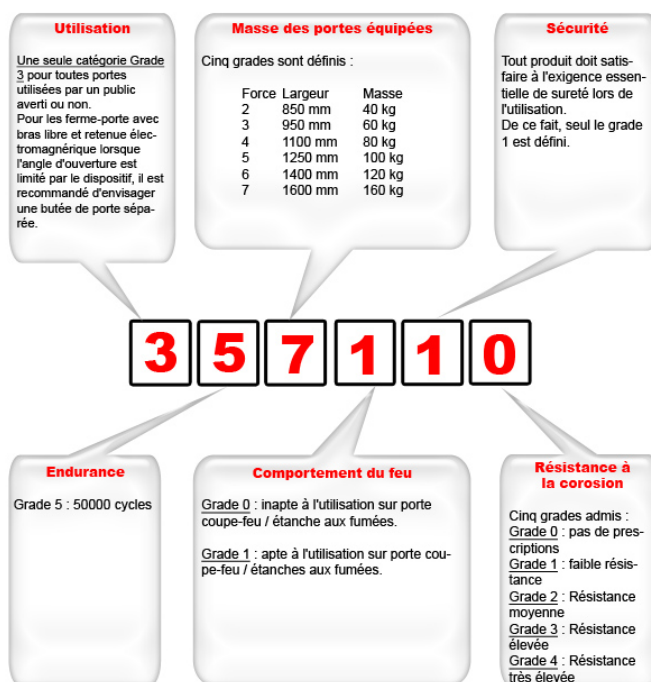 Utilisation
Une seule catégorie Grade
3 pour toutes portes
utilisées par un public
averti ou non.
Pour les ferme-porte avec
bras libre et retenue élec-
tromagnérique lorsque
l'angle d'ouverture est
limité par le dispositif, il est
recommandé d'envisager
une butée de porte sépa-
rée.
Masse des portes équipées
Cinq grades sont définis :
Force Largeur Masse
2 850 mm 40 kg
3 950 mm 60 kg
4 1100 mm 80 kg
5 1250 mm 100 kg
6 1400 mm 120 kg
7 1600 mm 160 kg
Sécurité
Tout produit doit satis-
faire à l'exigence essen-
tielle de sureté lors de
l'utilisation.
De ce fait, seul le grade
1 est défini.
3 5 7 1 1 0
Endurance
Grade 5 : 50000 cycles
Comportement du feu
Grade 0 : inapte à l'utilisation sur porte
coupe-feu / étanche aux fumées.
Grade 1 : apte à l'utilisation sur porte cou-
pe-feu / étanches aux fumées.
Résistance à
la corosion
Cinq grades admis :
Grade 0 : pas de pres-
criptions
Grade 1 : faible résis-
tance
Grade 2 : Résistance
moyenne
Grade 3 : Résistance
élevée
Grade 4 : Résistance
très élevée